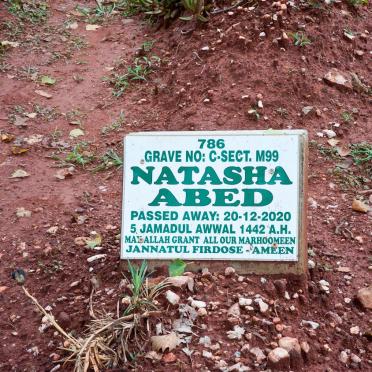 786
GRAVE NO: C-SECT. M99
NATASHA
ABED
PASSED AWAY: 20-12-2020
5 JAMADUL AWWAL 1442 A.H.
MAY ALLAH GRANT ALL OUR MARHOOMEEN
JANNATUL FIRDOSE - AMEEN